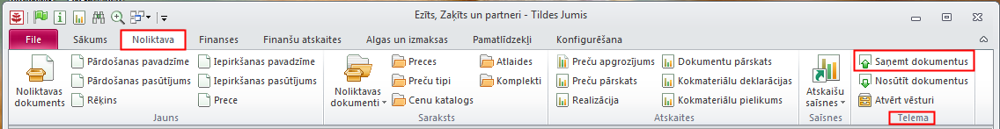 Ezīts, Zaķīts un partneri - Tildes Jumis
File Sākums Noliktava Finanses Finanšu atskaites Algas un izmaksas Pamatlīdzekļi Konfigurēšana
Noliktavas dokuments
Pārdošanas pavadzīme
Pārdošanas pasūtījums
Rēķins
Iepirkšanas pavadzīme
Iepirkšanas pasūtījums
Prece
Jauns
Noliktavas dokumenti
Preces
Preču tipi
Cenu katalogs
Atlaides
Komplekti
Saraksts
Preču apgrozījums
Preču pārskats
Realizācija
Dokumentu pārskats
Kokmateriālu deklarācijas
Kokmateriālu pielikums
Atskaites
Atskaišu saīsnes
Saīsnes
Saņemt dokumentus
Nosūtīt dokumentus
Atvērt vēsturi
Telema